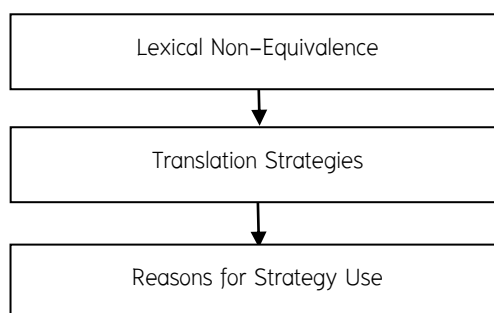 Lexical Non-Equivalence
Translation Strategies
Reasons for Strategy Use